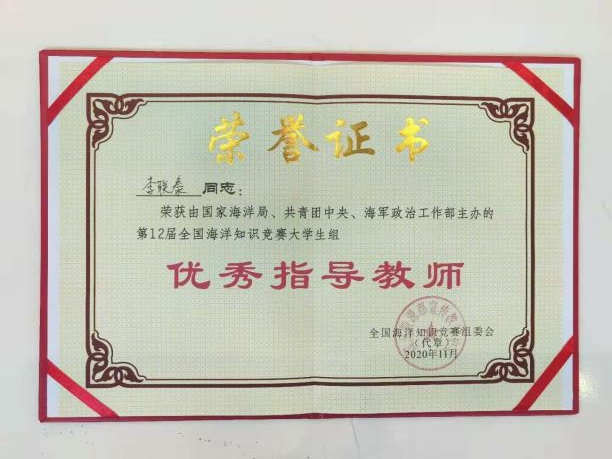 荣誉证书
李联泰 同志：
荣获由国家海洋局、共青团中央、海军政治工作部主办的
第12届全国海洋知识竞赛大学生组
优秀指导教师
全国海洋知识竞赛组委会
（代章）
2020年11月